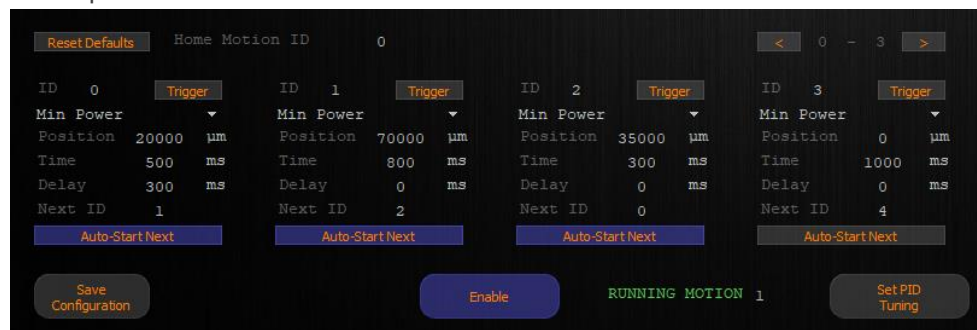 Reset Defaults Home Motion ID 0 < 0 - 3 >
ID 0 Trigger ID 1 Trigger ID 2 Trigger ID 3 Trigger
Min Power Min Power Min Power Min Power
Position 20000 µm Position 70000 µm Position 35000 µm Position 0 µm
Time 500 ms Time 800 ms Time 300 ms Time 1000 ms
Delay 300 ms Delay 0 ms Delay 0 ms Delay 0 ms
Next ID 1 Next ID 2 Next ID 0 Next ID 4
Auto-Start Next Auto-Start Next Auto-Start Next Auto-Start Next
Save Configuration Enable RUNNING MOTION 1 Set PID Tuning